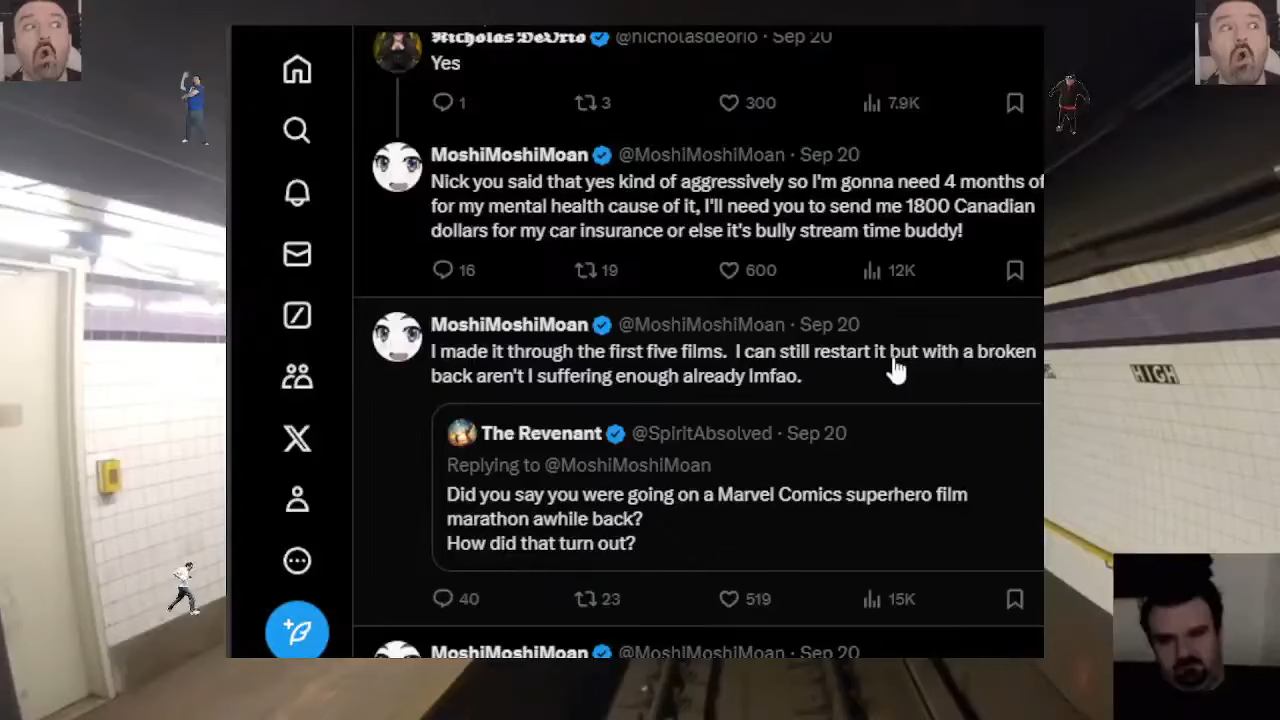 Nicholas DeOrio @nicholasdeorio · Sep 20
Yes
1 3 300 7.9K
MoshiMoshiMoan @MoshiMoshiMoan · Sep 20
Nick you said that yes kind of aggressively so I'm gonna need 4 months of
for my mental health cause of it, I'll need you to send me 1800 Canadian
dollars for my car insurance or else it's bully stream time buddy!
16 19 600 12K
MoshiMoshiMoan @MoshiMoshiMoan · Sep 20
I made it through the first five films.  I can still restart it but with a broken
back aren't I suffering enough already lmfao.
The Revenant @SpiritAbsolved · Sep 20
Replying to @MoshiMoshiMoan
Did you say you were going on a Marvel Comics superhero film
marathon awhile back?
How did that turn out?
40 23 519 15K
MoshiMoshiMoan @MoshiMoshiMoan · Sep 20
HIGH